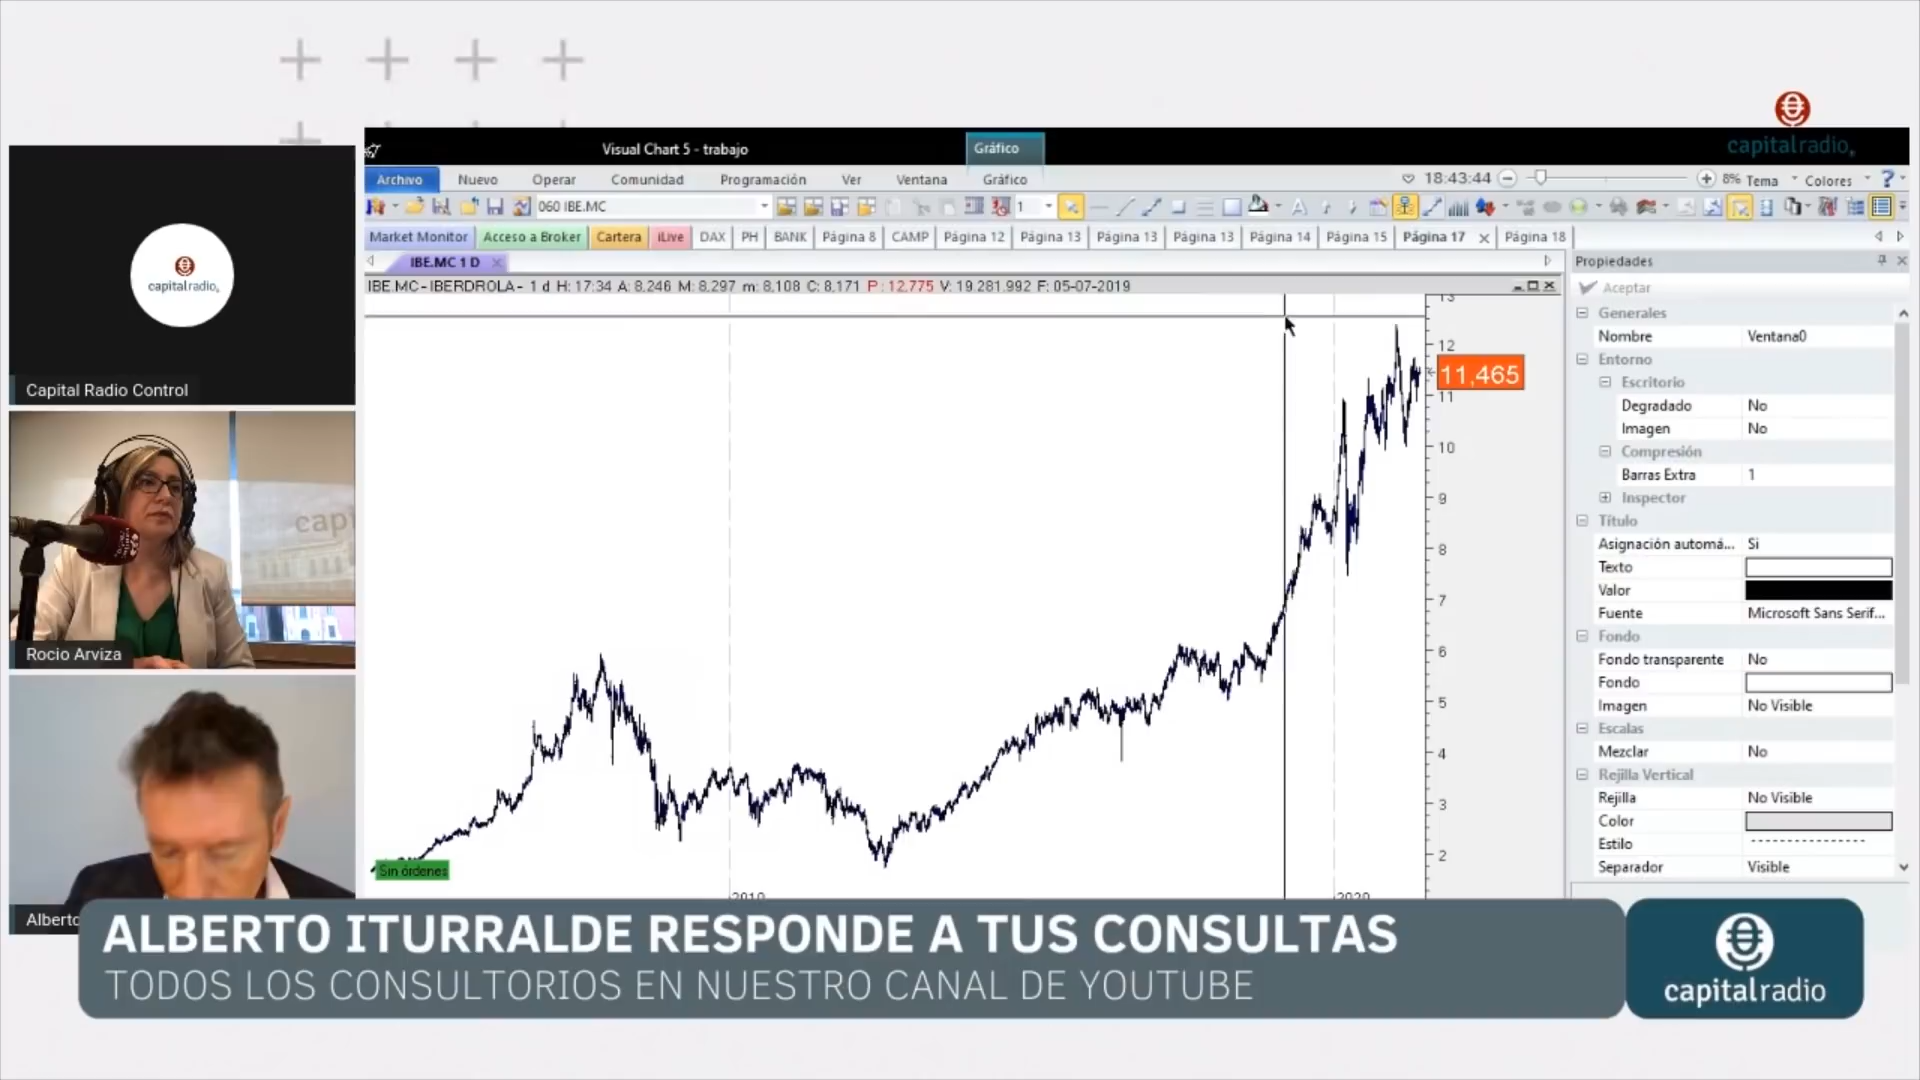 capitalradio
Visual Chart 5 - trabajo
Gráfico
Archivo Nuevo Operar Comunidad Programación Ver Ventana Gráfico
18:43:44 8% Tema Colores ?
060 IBE.MC
1
Market Monitor Acceso a Broker Cartera iLive DAX PH BANK Página 8 CAMP Página 12 Página 13 Página 13 Página 13 Página 14 Página 15 Página 17 Página 18
IBE.MC 1 D
IBE.MC - IBERDROLA - 1 d H: 17:34 A: 8,246 M: 8,297 m: 8,108 C: 8,171 P : 12,775 V: 19.281.992 F: 05-07-2019
13
12
11,465
11
10
9
8
7
6
5
4
3
2
Sin órdenes
2010
2020
Propiedades
Aceptar
Generales
Nombre Ventana0
Entorno
Escritorio
Degradado No
Imagen No
Compresión
Barras Extra 1
Inspector
Título
Asignación automá... Si
Texto
Valor
Fuente Microsoft Sans Serif...
Fondo
Fondo transparente No
Fondo
Imagen No Visible
Escalas
Mezclar No
Rejilla Vertical
Rejilla No Visible
Color
Estilo
Separador Visible
capitalradio
Capital Radio Control
capi
Rocio Arviza
Alberto
ALBERTO ITURRALDE RESPONDE A TUS CONSULTAS
TODOS LOS CONSULTORIOS EN NUESTRO CANAL DE YOUTUBE
capitalradio